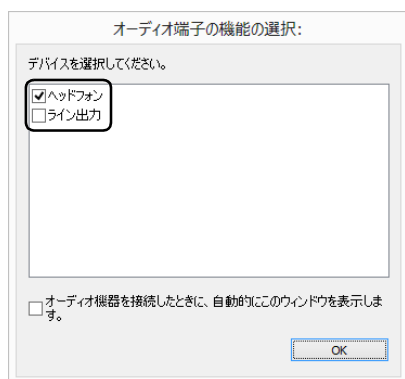 オーディオ端子の機能の選択:
デバイスを選択してください。
ヘッドフォン
ライン出力
オーディオ機器を接続したときに、自動的にこのウィンドウを表示しま
す。
OK